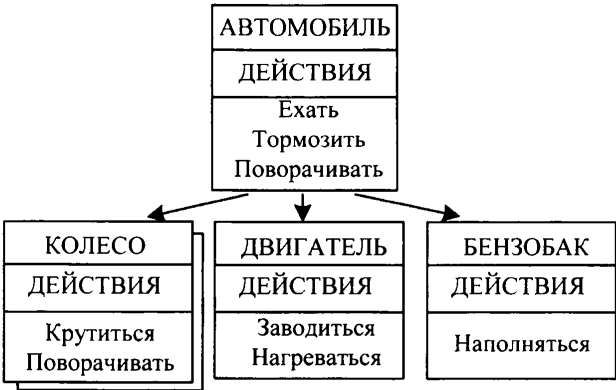 АВТОМОБИЛЬ
ДЕЙСТВИЯ
Ехать
Тормозить
Поворачивать
КОЛЕСО
ДЕЙСТВИЯ
Крутиться
Поворачивать
ДВИГАТЕЛЬ
ДЕЙСТВИЯ
Заводиться
Нагреваться
БЕНЗОБАК
ДЕЙСТВИЯ
Наполняться